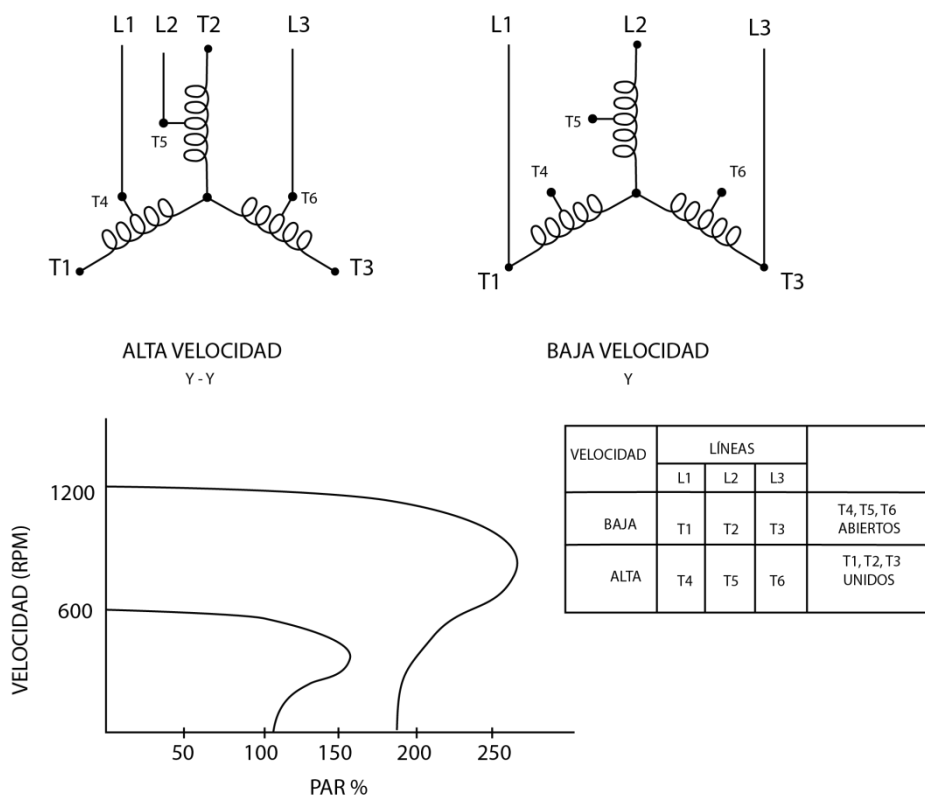 L1 L2 T2 L3
T5
T4 T6
T1 T3
ALTA VELOCIDAD
Y - Y
L1 L2 L3
T5
T4 T6
T1 T3
BAJA VELOCIDAD
Y
VELOCIDAD (RPM)
1200
600
50 100 150 200 250
PAR %
VELOCIDAD LÍNEAS
L1 L2 L3
BAJA T1 T2 T3 T4, T5, T6
ABIERTOS
ALTA T4 T5 T6 T1, T2, T3
UNIDOS